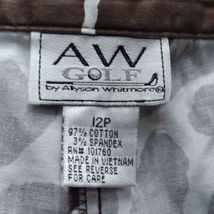 AW
GOLF
by Allyson Whitmore®
12P
97% COTTON
3% SPANDEX
RN# 101760
MADE IN VIETNAM
SEE REVERSE
FOR CARE